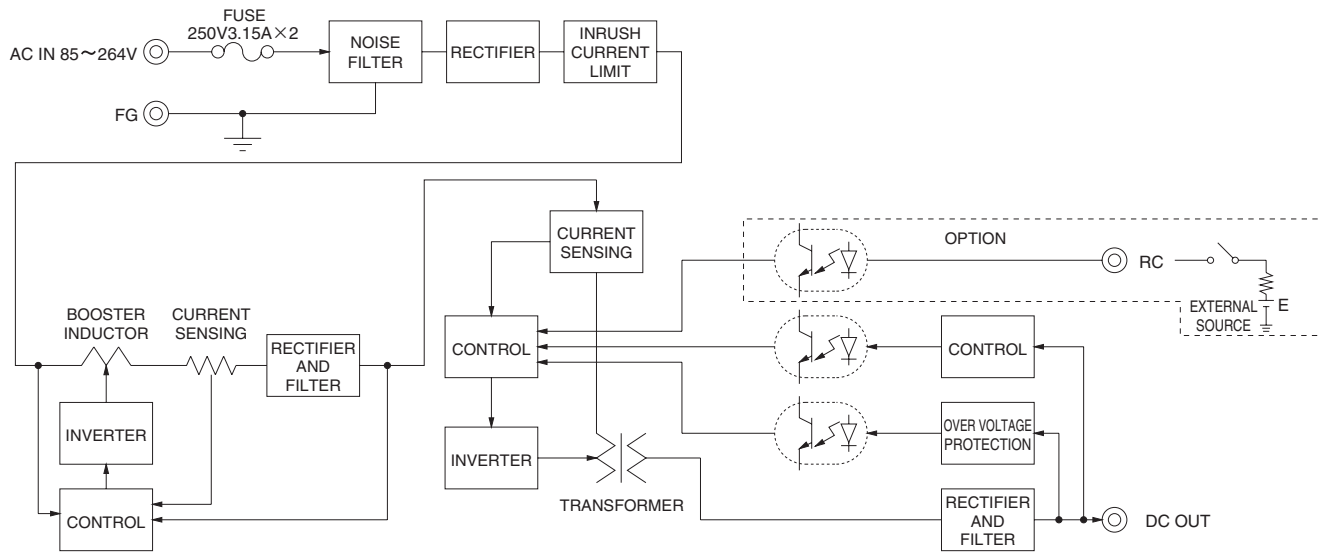 FUSE
250V3.15A×2
AC IN 85～264V
NOISE
FILTER
RECTIFIER
INRUSH
CURRENT
LIMIT
FG
CURRENT
SENSING
OPTION
RC
EXTERNAL
SOURCE
E
BOOSTER
INDUCTOR
CURRENT
SENSING
RECTIFIER
AND
FILTER
CONTROL
CONTROL
INVERTER
INVERTER
OVER VOLTAGE
PROTECTION
TRANSFORMER
CONTROL
RECTIFIER
AND
FILTER
DC OUT